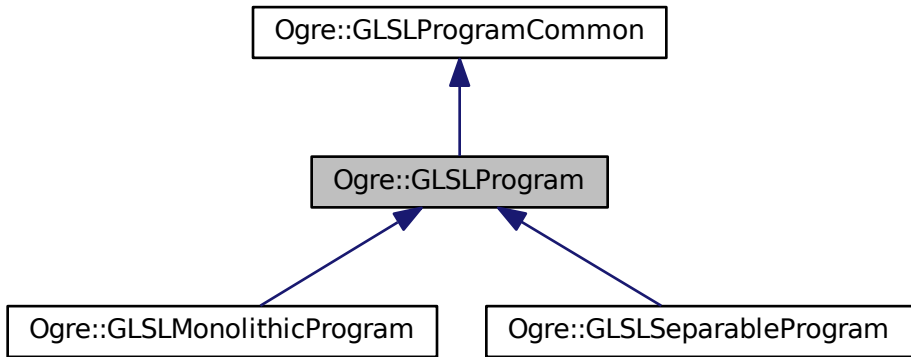 Ogre::GLSLProgramCommon
Ogre::GLSLProgram
Ogre::GLSLMonolithicProgram
Ogre::GLSLSeparableProgram